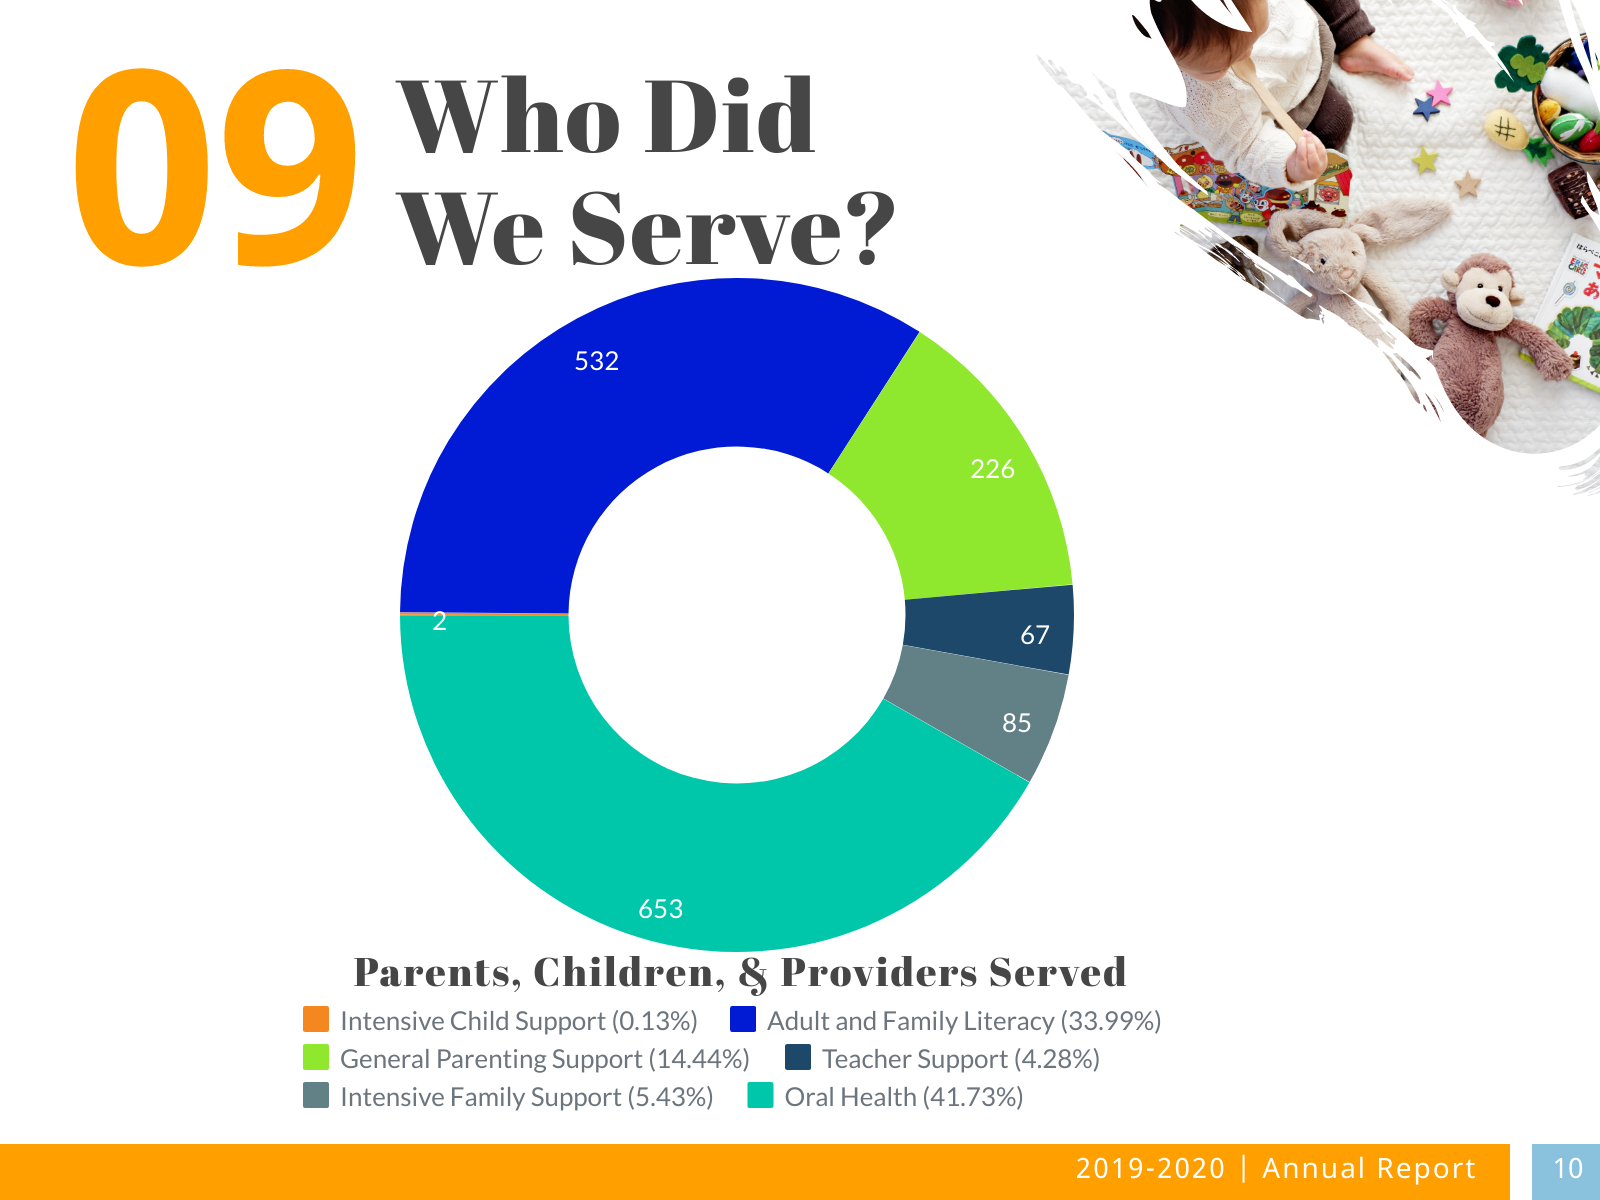 09
Who Did
We Serve?
532
226
2
67
85
653
Parents, Children, & Providers Served
Intensive Child Support (0.13%)
Adult and Family Literacy (33.99%)
General Parenting Support (14.44%)
Teacher Support (4.28%)
Intensive Family Support (5.43%)
Oral Health (41.73%)
2019-2020 | Annual Report
10